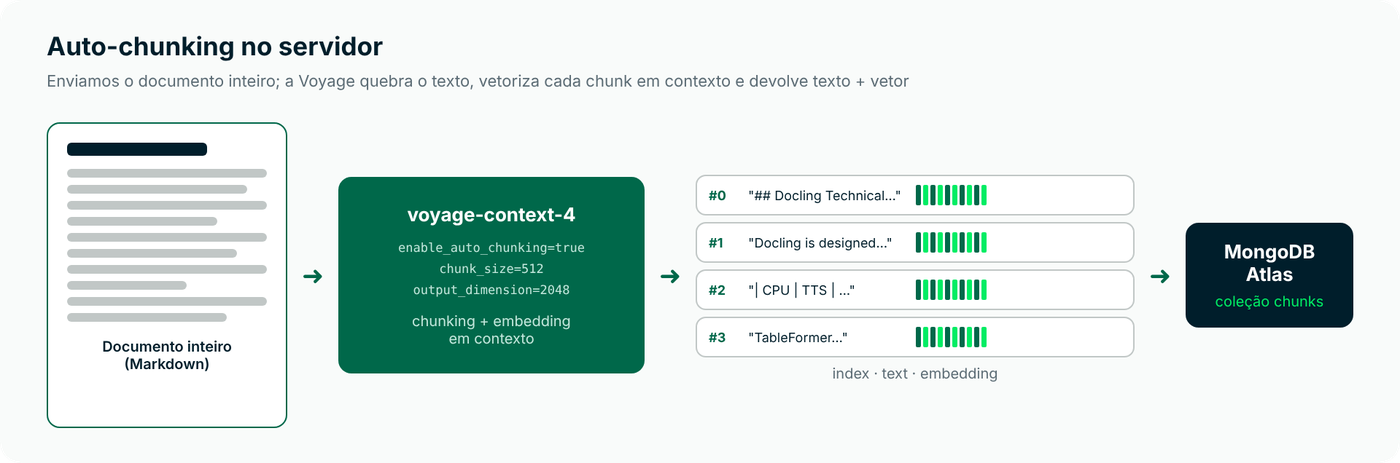 Auto-chunking no servidor
Enviamos o documento inteiro; a Voyage quebra o texto, vetoriza cada chunk em contexto e devolve texto + vetor
Documento inteiro
(Markdown)
voyage-context-4
enable_auto_chunking=true
chunk_size=512
output_dimension=2048
chunking + embedding
em contexto
#0 "## Docling Technical..."
#1 "Docling is designed..."
#2 "| CPU | TTS | ..."
#3 "TableFormer..."
index · text · embedding
MongoDB
Atlas
coleção chunks